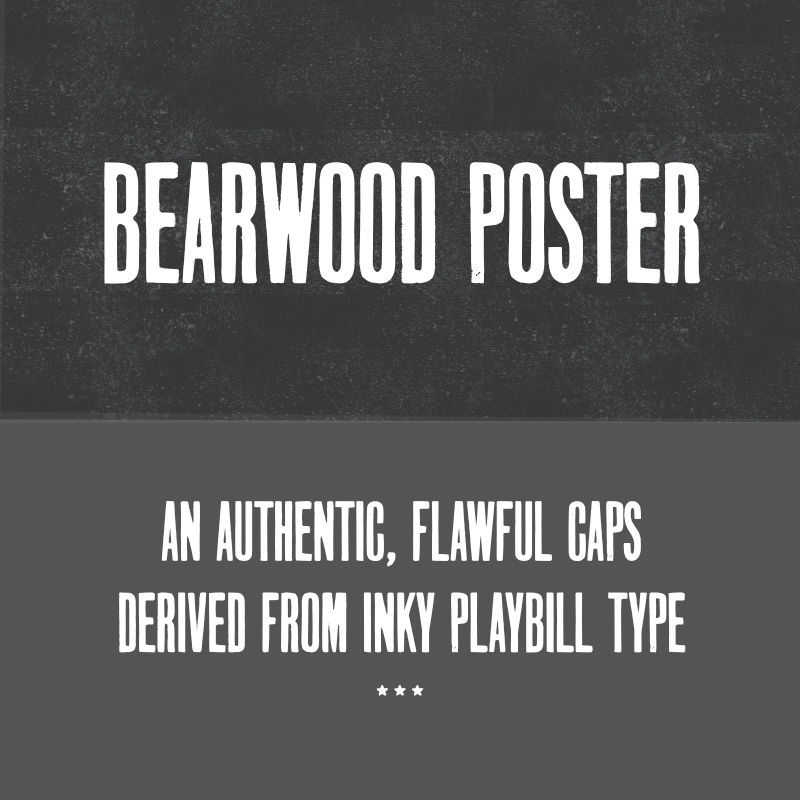 BEARWOOD POSTER
AN AUTHENTIC, FLAWFUL CAPS
DERIVED FROM INKY PLAYBILL TYPE